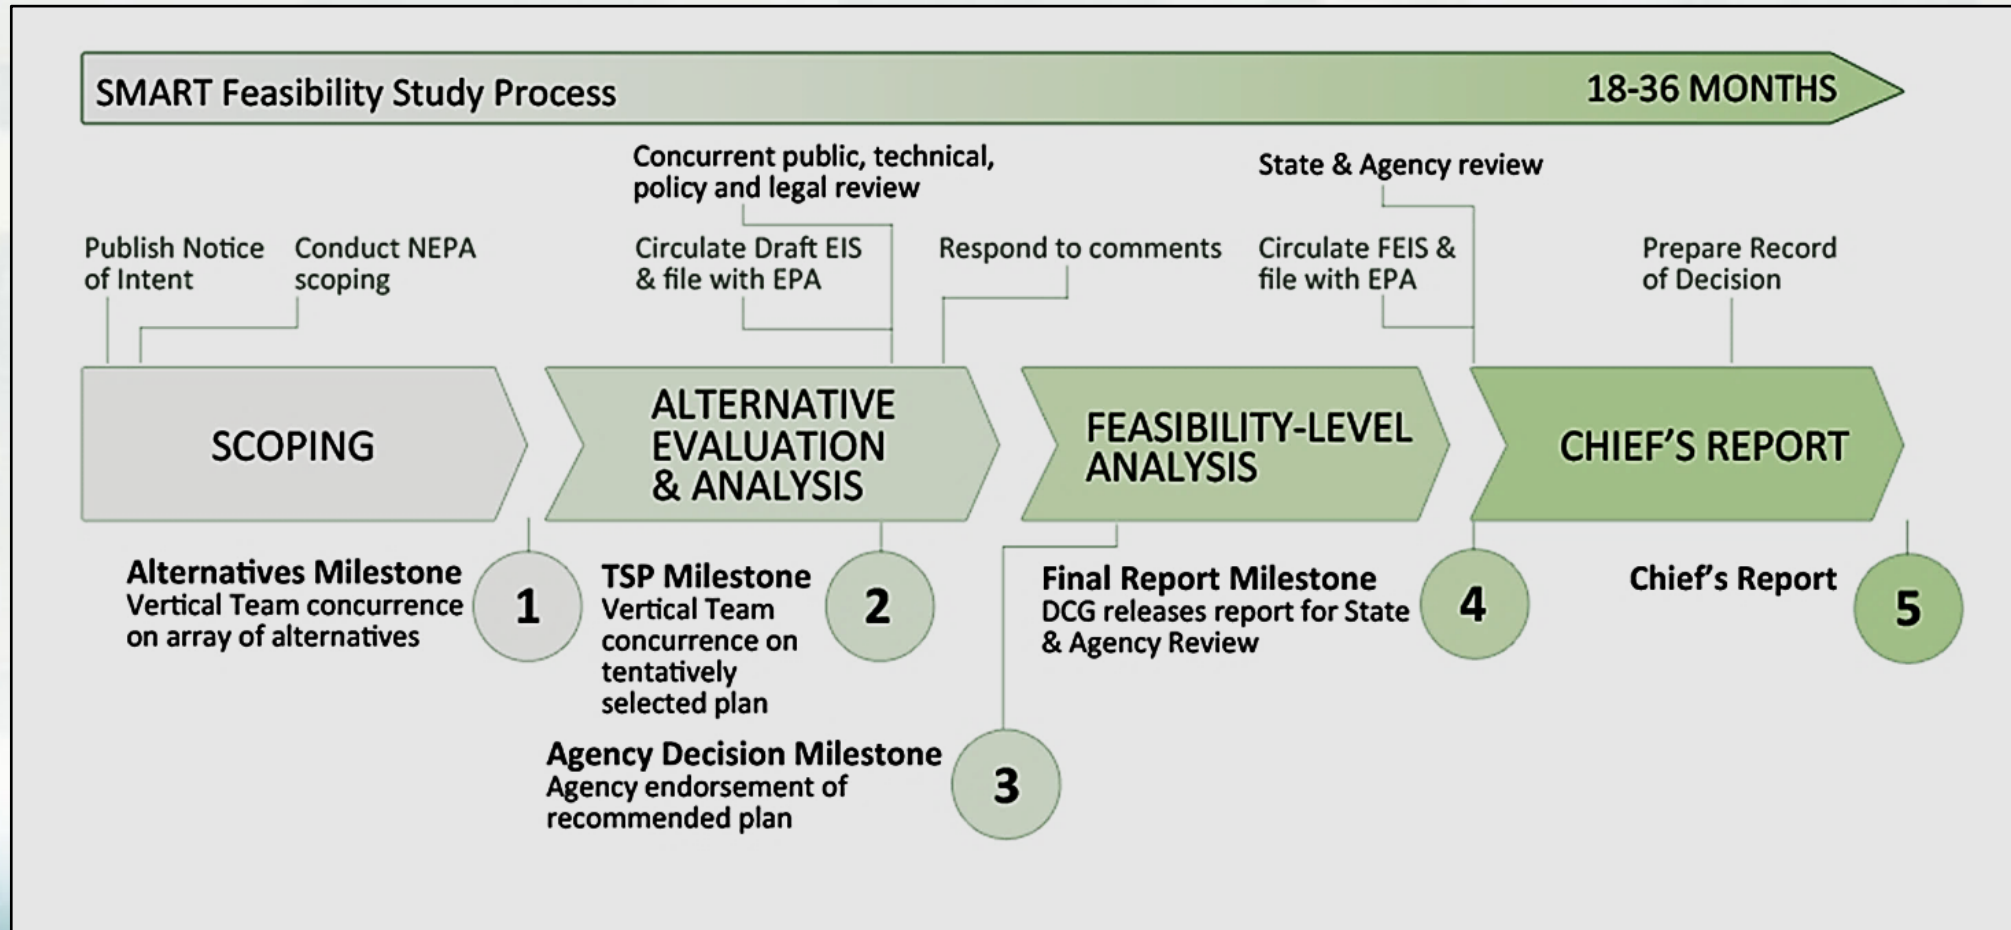 SMART Feasibility Study Process
18-36 MONTHS
Concurrent public, technical,
policy and legal review
State & Agency review
Publish Notice
of Intent
Conduct NEPA
scoping
Circulate Draft EIS
& file with EPA
Respond to comments
Circulate FEIS &
file with EPA
Prepare Record
of Decision
SCOPING
ALTERNATIVE
EVALUATION
& ANALYSIS
FEASIBILITY-LEVEL
ANALYSIS
CHIEF'S REPORT
Alternatives Milestone
Vertical Team concurrence
on array of alternatives
1
TSP Milestone
Vertical Team
concurrence on
tentatively
selected plan
2
Agency Decision Milestone
Agency endorsement of
recommended plan
3
Final Report Milestone
DCG releases report for State
& Agency Review
4
Chief's Report
5